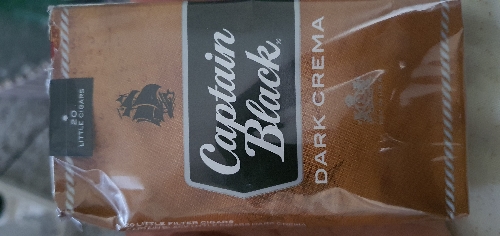 20
LITTLE CIGARS
Captain
Black
DARK CREMA
LITTLE FILTER CIGARS